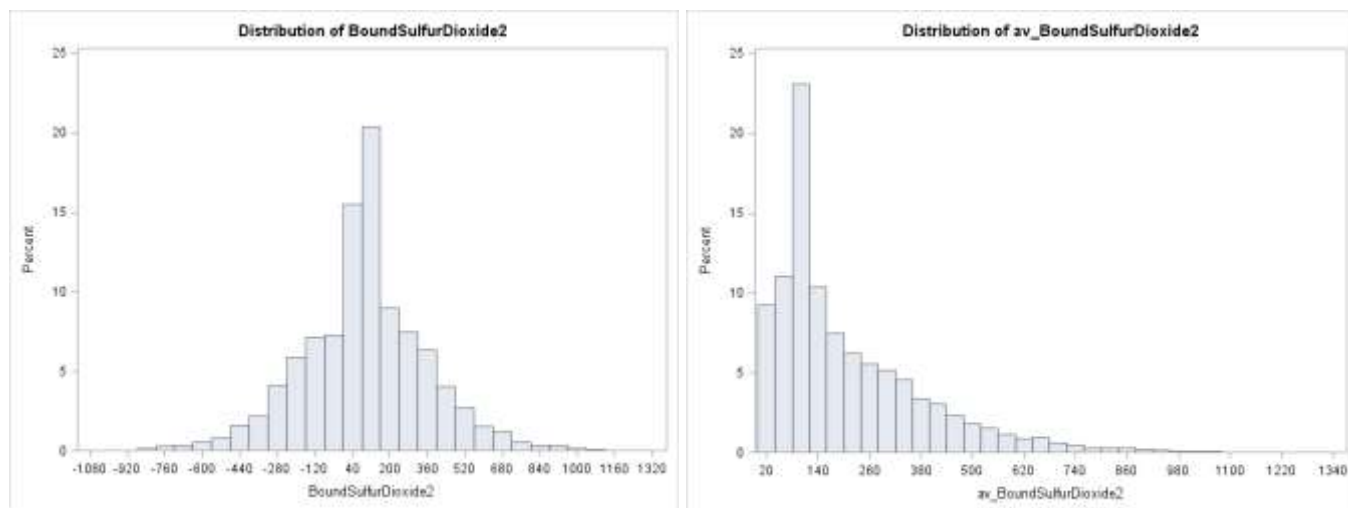 Distribution of BoundSulfurDioxide2
25
20
15
10
5
0
Percent
-1080 -920 -760 -600 -440 -280 -120 40 200 360 520 680 840 1000 1160 1320
BoundSulfurDioxide2
Distribution of av_BoundSulfurDioxide2
25
20
15
10
5
0
Percent
20 140 260 380 500 620 740 860 980 1100 1220 1340
av_BoundSulfurDioxide2